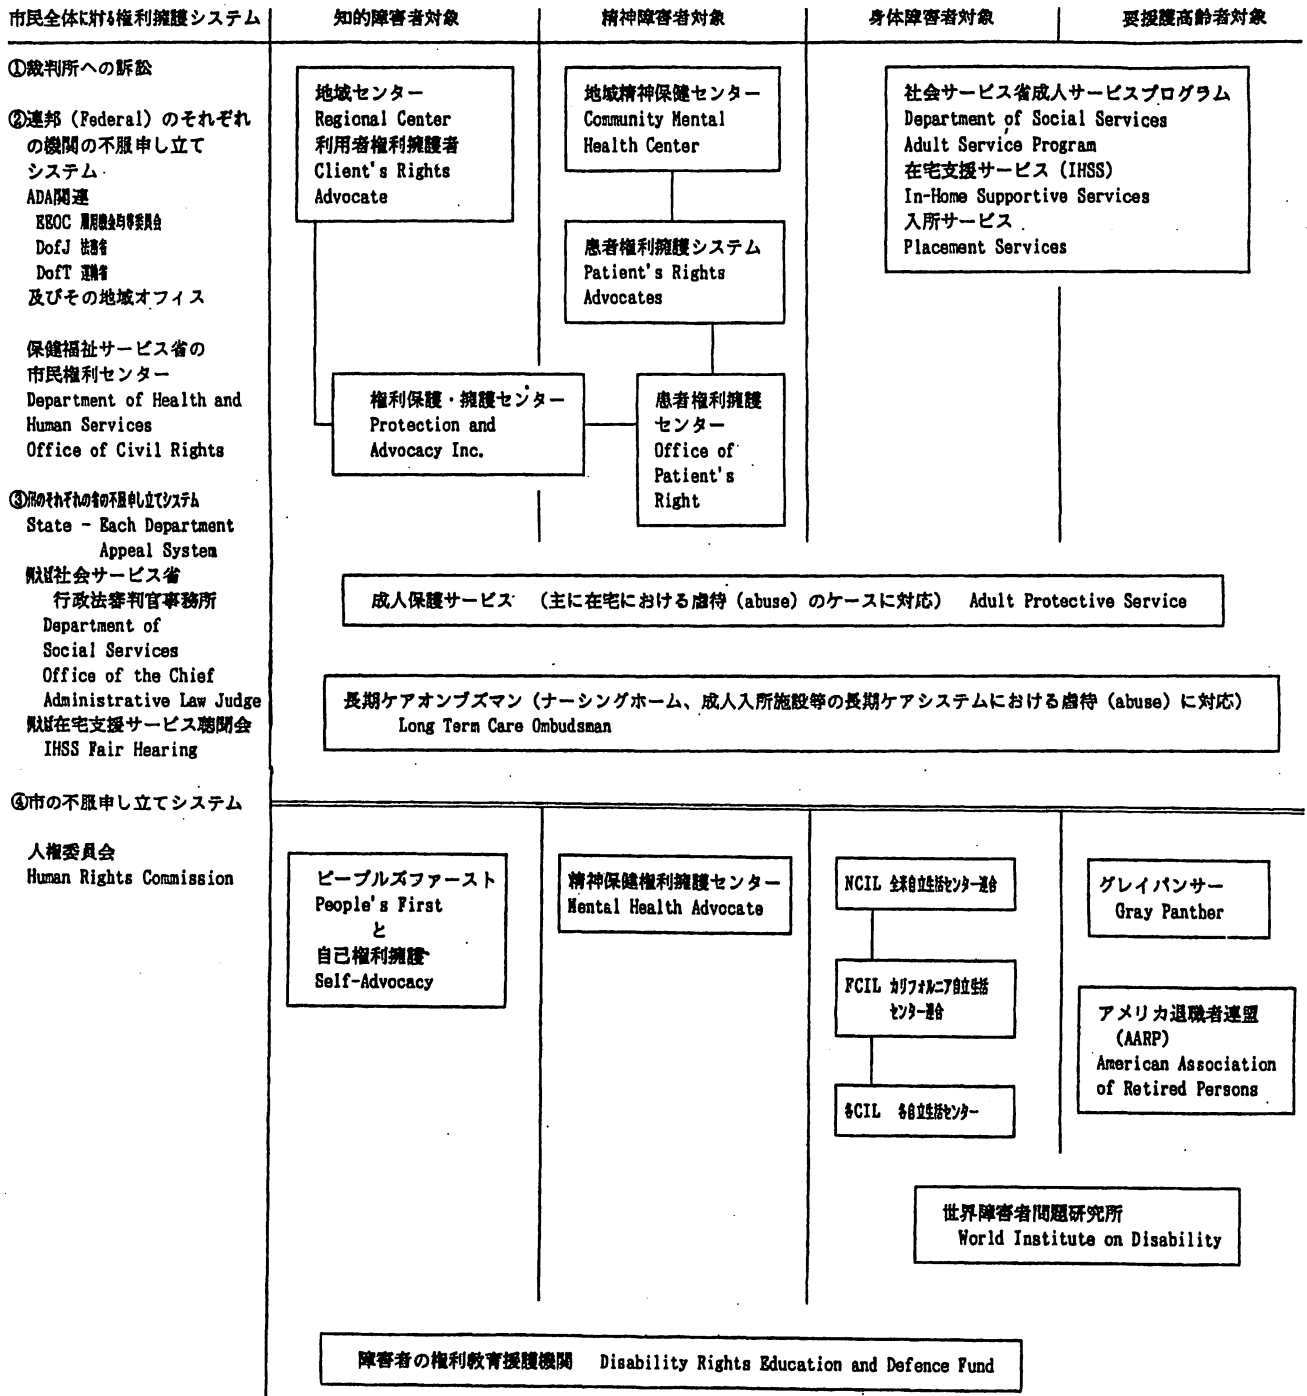 市民全体に対する権利擁護システム
知的障害者対象
精神障害者対象
身体障害者対象
要援護高齢者対象
①裁判所への訴訟
②連邦（Federal）のそれぞれ
の機関の不服申し立て
システム
ADA関連
EEOC 雇用機会均等委員会
DofJ 法務省
DofT 運輸省
及びその地域オフィス
保健福祉サービス省の
市民権利センター
Department of Health and
Human Services
Office of Civil Rights
③州のそれぞれの省の不服申し立てシステム
State - Each Department
Appeal System
例えば社会サービス省
行政法審判官事務所
Department of
Social Services
Office of the Chief
Administrative Law Judge
例えば在宅支援サービス聴聞会
IHSS Fair Hearing
④市の不服申し立てシステム
人権委員会
Human Rights Commission
地域センター
Regional Center
利用者権利擁護者
Client's Rights
Advocate
地域精神保健センター
Community Mental
Health Center
患者権利擁護システム
Patient's Rights
Advocates
社会サービス省成人サービスプログラム
Department of Social Services
Adult Service Program
在宅支援サービス（IHSS）
In-Home Supportive Services
入所サービス
Placement Services
権利保護・擁護センター
Protection and
Advocacy Inc.
患者権利擁護
センター
Office of
Patient's
Right
成人保護サービス （主に在宅における虐待（abuse）のケースに対応） Adult Protective Service
長期ケアオンブズマン（ナーシングホーム、成人入所施設等の長期ケアシステムにおける虐待（abuse）に対応）
Long Term Care Ombudsman
ピープルズファースト
People's First
と
自己権利擁護
Self-Advocacy
精神保健権利擁護センター
Mental Health Advocate
NCIL 全米自立生活センター連合
FCIL カリフォルニア自立生活
センター連合
各CIL 各自立生活センター
グレイパンサー
Gray Panther
アメリカ退職者連盟
（AARP）
American Association
of Retired Persons
世界障害者問題研究所
World Institute on Disability
障害者の権利教育援護機関 Disability Rights Education and Defence Fund